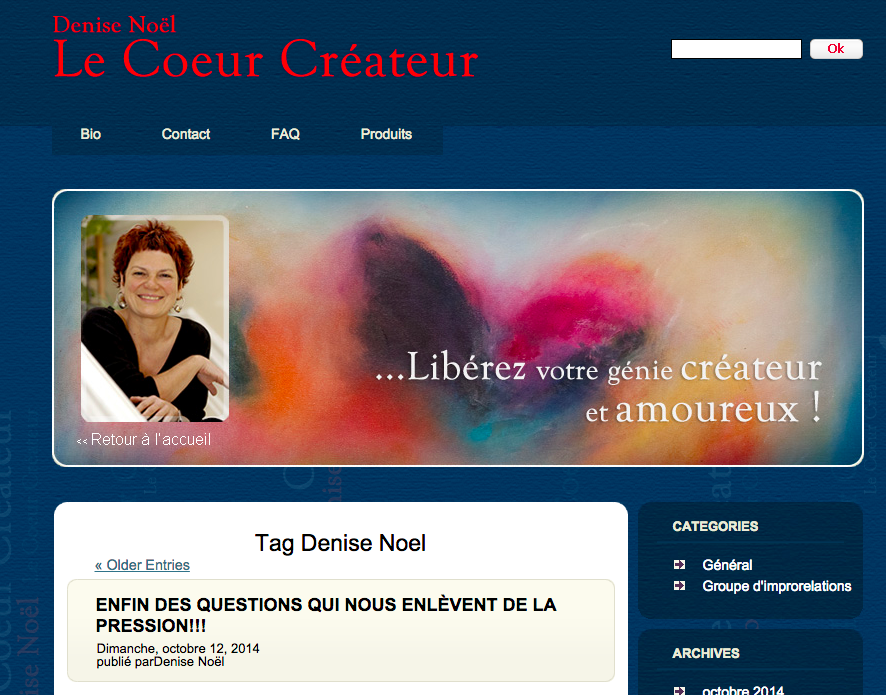 Denise Noël
Le Coeur Créateur
Ok
Bio
Contact
FAQ
Produits
...Libérez votre génie créateur
et amoureux !
<< Retour à l'accueil
Tag Denise Noel
« Older Entries
ENFIN DES QUESTIONS QUI NOUS ENLÈVENT DE LA
PRESSION!!!
Dimanche, octobre 12, 2014
publié parDenise Noël
CATEGORIES
Général
Groupe d'improrelations
ARCHIVES
octobre 2014